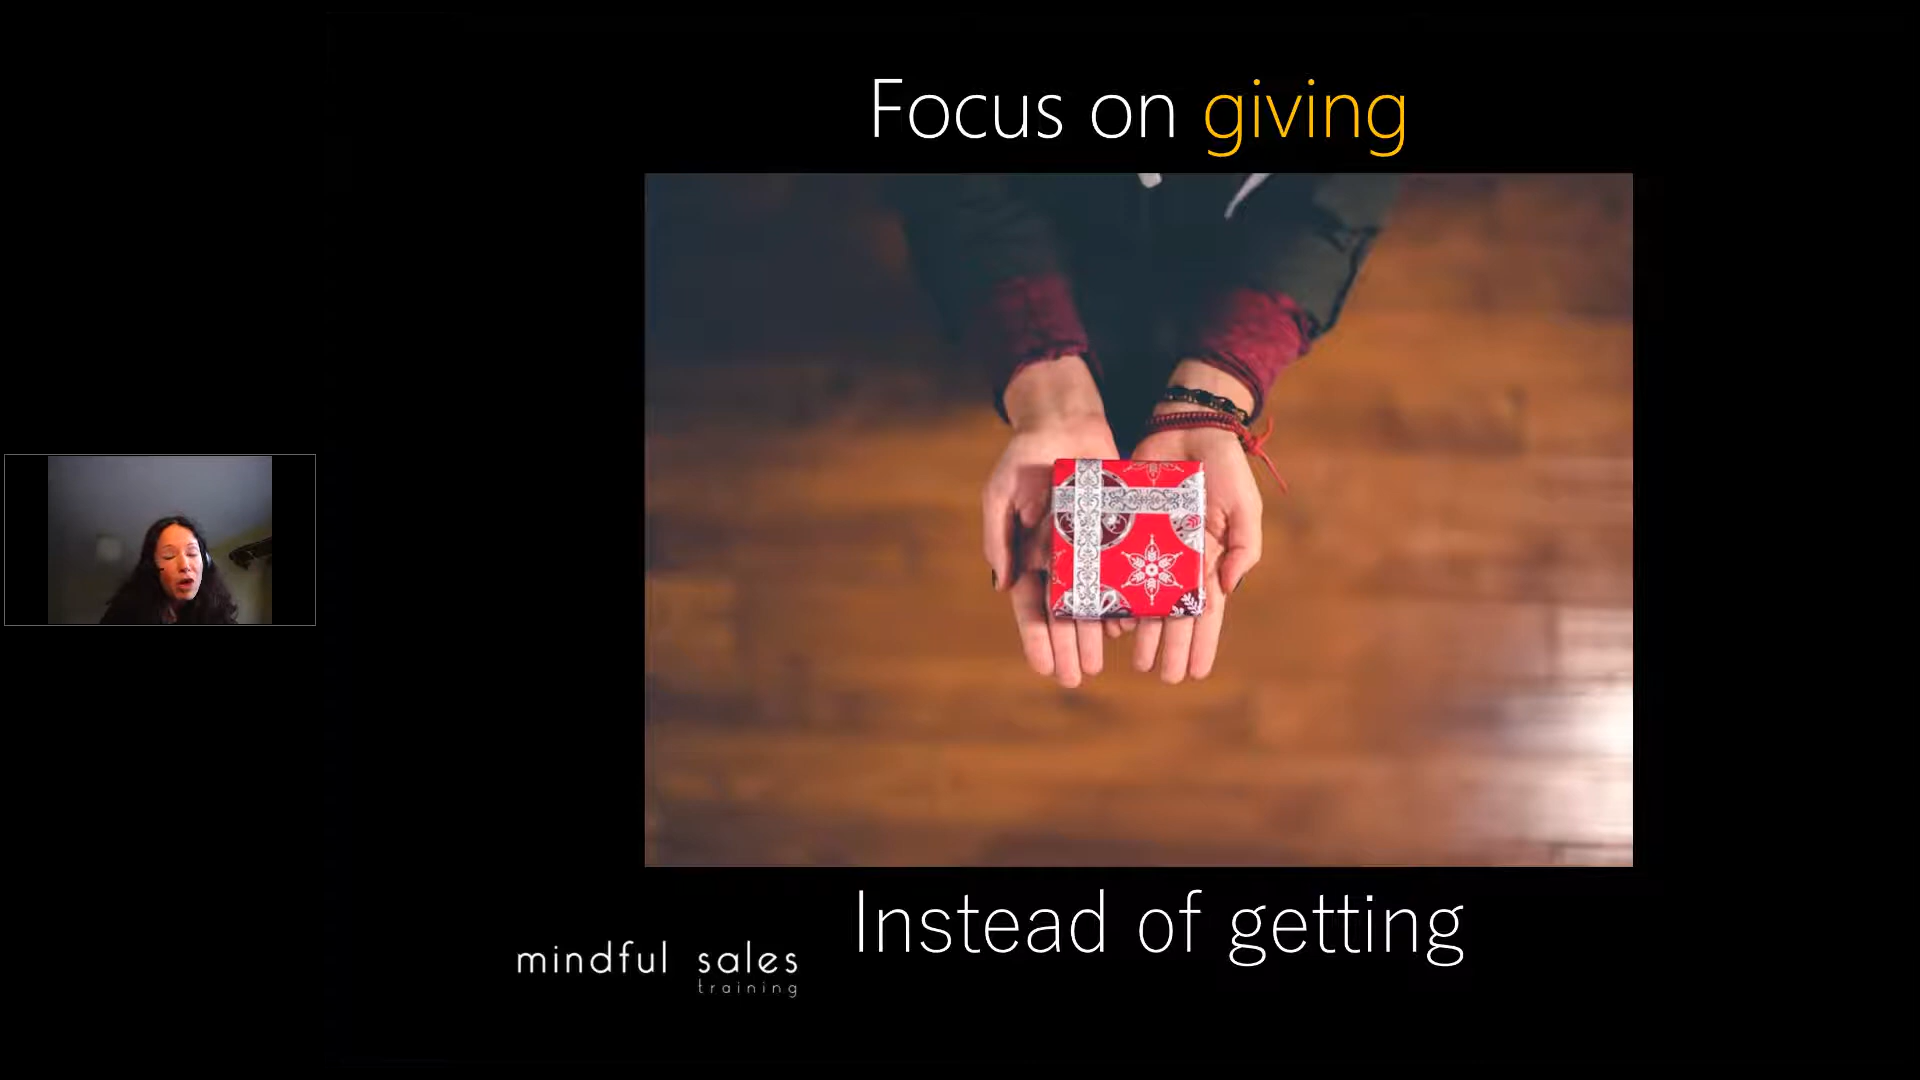 Focus on giving
Instead of getting
mindful sales
training